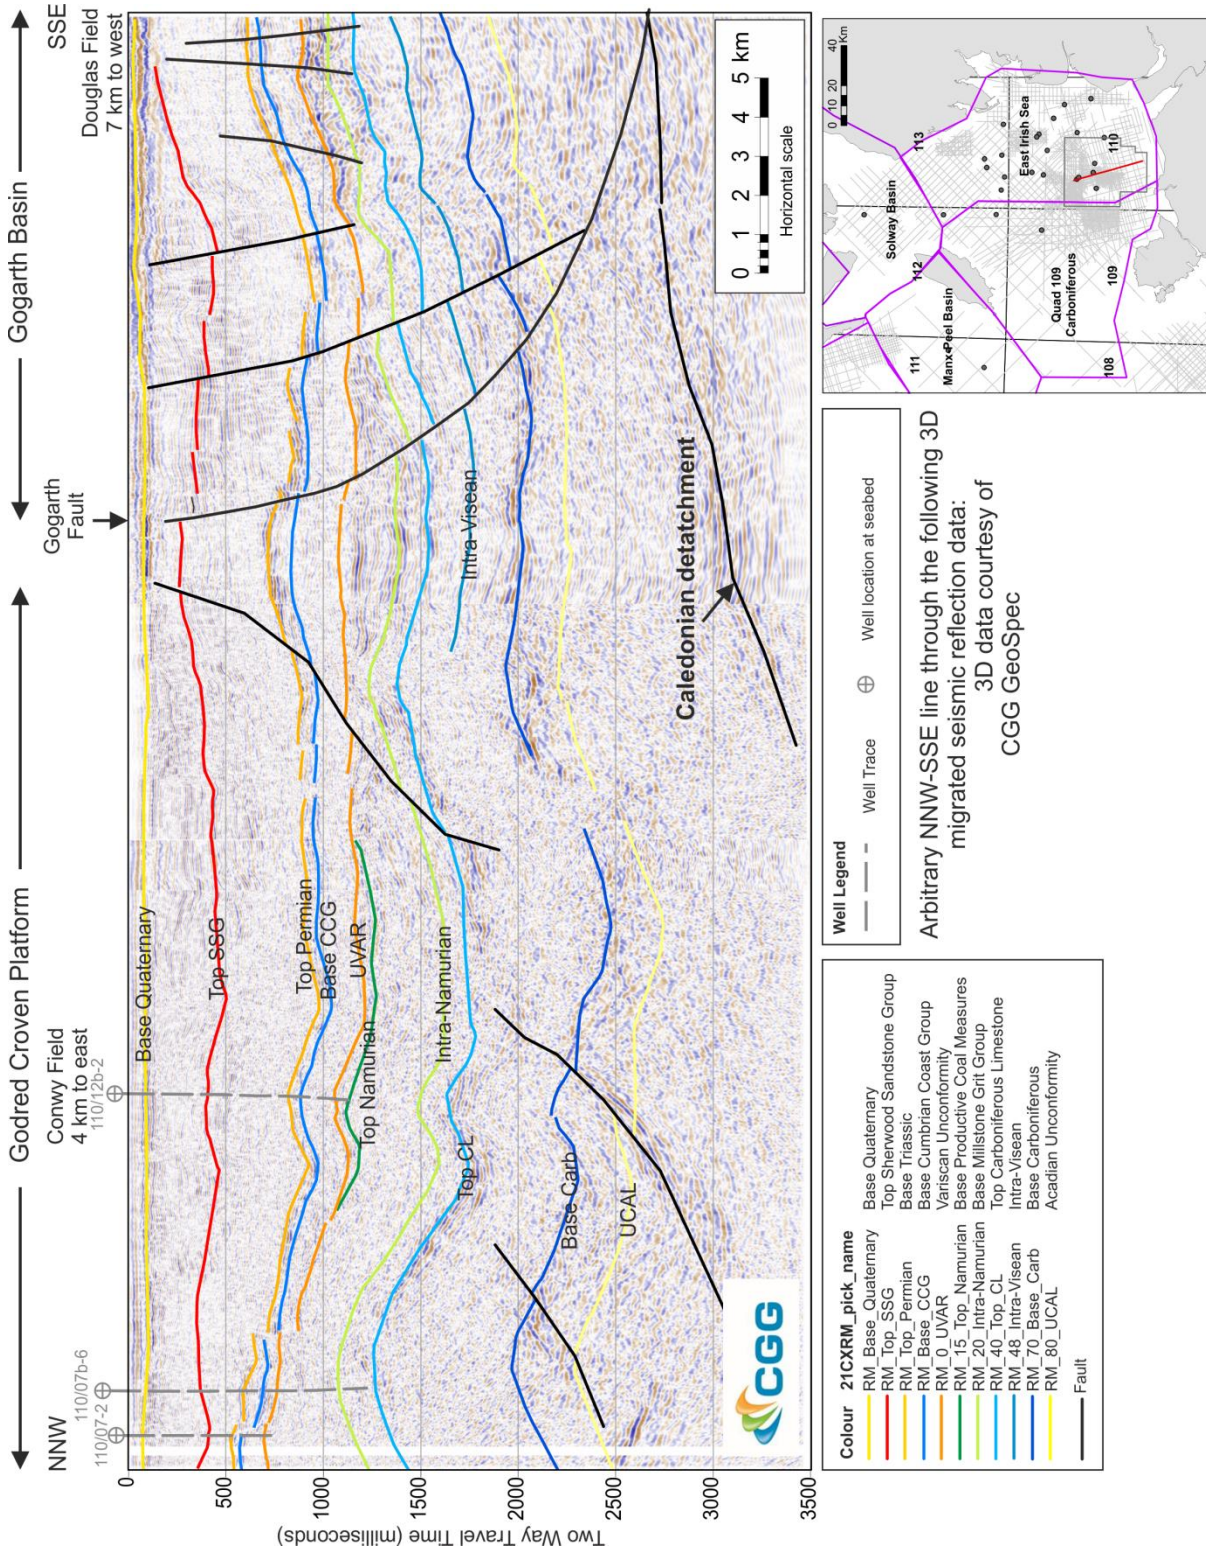 Godred Croven Platform
Gogarth Basin
NNW
Conwy Field
4 km to east
Gogarth
Fault
Douglas Field
7 km to west
SSE
110/07-2
110/07b-6
110/12b-2
0
500
1000
1500
2000
2500
3000
3500
Two Way Travel Time (milliseconds)
Base Quaternary
Top SSG
Top Permian
Base CCG
UVAR
Top Namurian
Intra-Namurian
Top CL
Intra-Visean
Base Carb
UCAL
Caledonian detatchment
CGG
0 1 2 3 4 5 km
Horizontal scale
Colour 21CXRM_pick_name
RM_Base_Quaternary Base Quaternary
RM_Top_SSG Top Sherwood Sandstone Group
RM_Top_Permian Base Triassic
RM_Base_CCG Base Cumbrian Coast Group
RM_0_UVAR Variscan Unconformity
RM_15_Top_Namurian Base Productive Coal Measures
RM_20_Intra-Namurian Base Millstone Grit Group
RM_40_Top_CL Top Carboniferous Limestone
RM_48_Intra-Visean Intra-Visean
RM_70_Base_Carb Base Carboniferous
RM_80_UCAL Acadian Unconformity
Fault
Well Legend
Well Trace
Well location at seabed
Arbitrary NNW-SSE line through the following 3D
migrated seismic reflection data:
3D data courtesy of
CGG GeoSpec
0 10 20 40 Km
111
112
113
Solway Basin
Manx-Peel Basin
East Irish Sea
Quad 109
Carboniferous
108
109
110